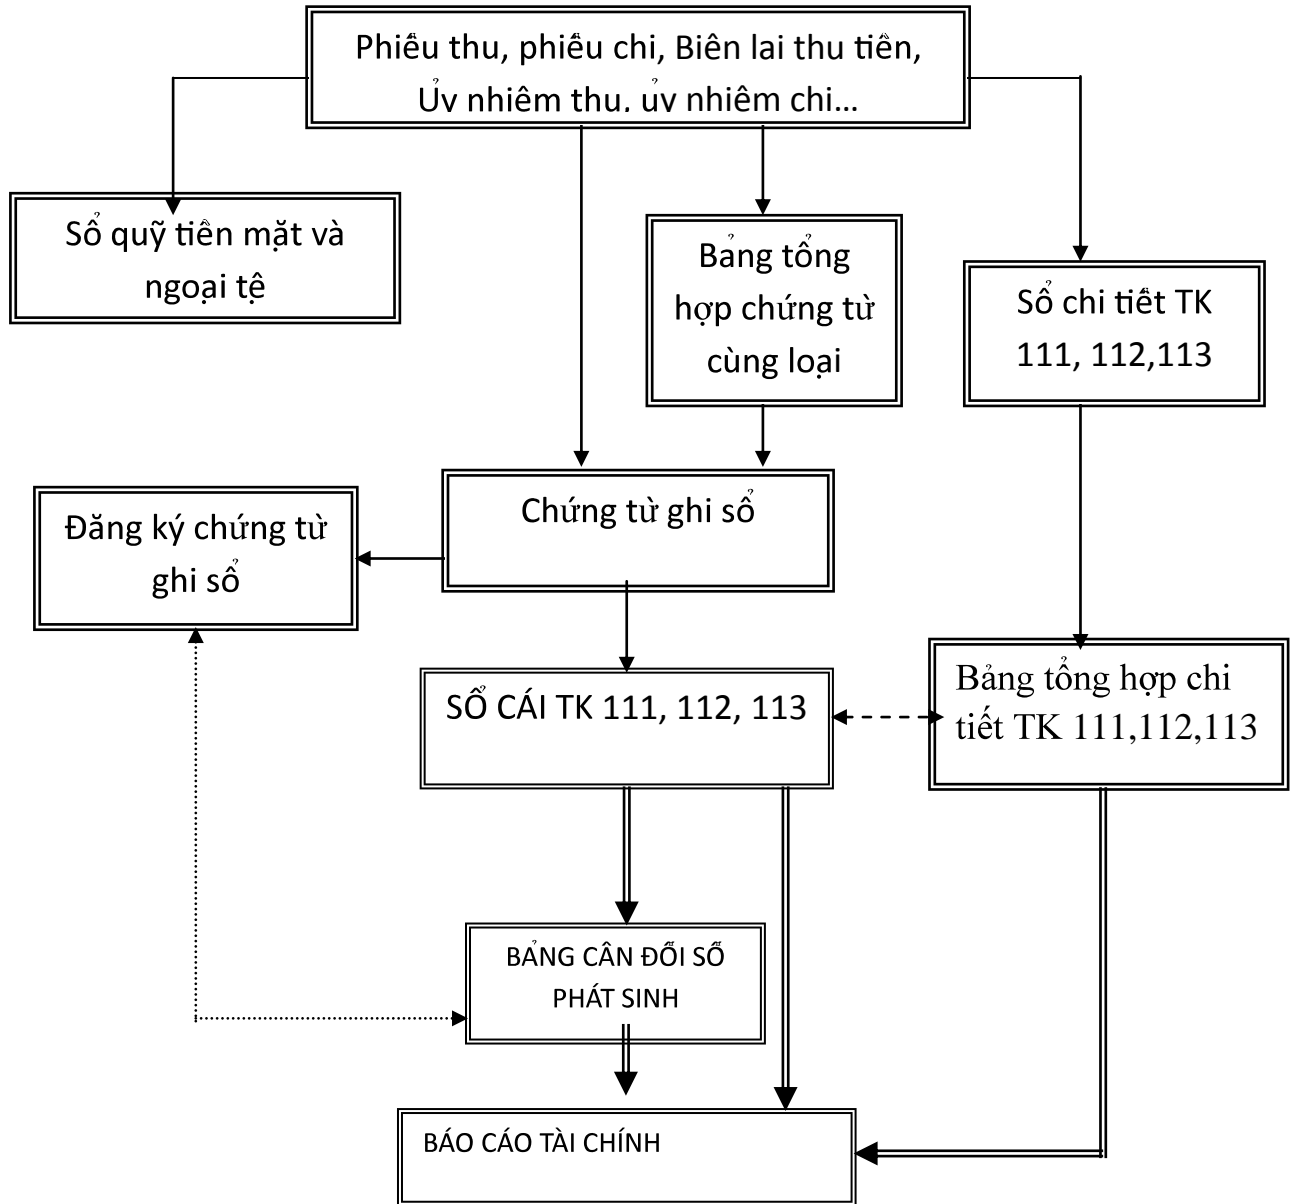 Phiếu thu, phiếu chi, Biên lai thu tiền,
Ủy nhiệm thu, ủy nhiệm chi...
Sổ quỹ tiền mặt và
ngoại tệ
Bảng tổng
hợp chứng từ
cùng loại
Sổ chi tiết TK
111, 112,113
Chứng từ ghi sổ
Đăng ký chứng từ
ghi sổ
SỔ CÁI TK 111, 112, 113
Bảng tổng hợp chi
tiết TK 111,112,113
BẢNG CÂN ĐỐI SỐ
PHÁT SINH
BÁO CÁO TÀI CHÍNH